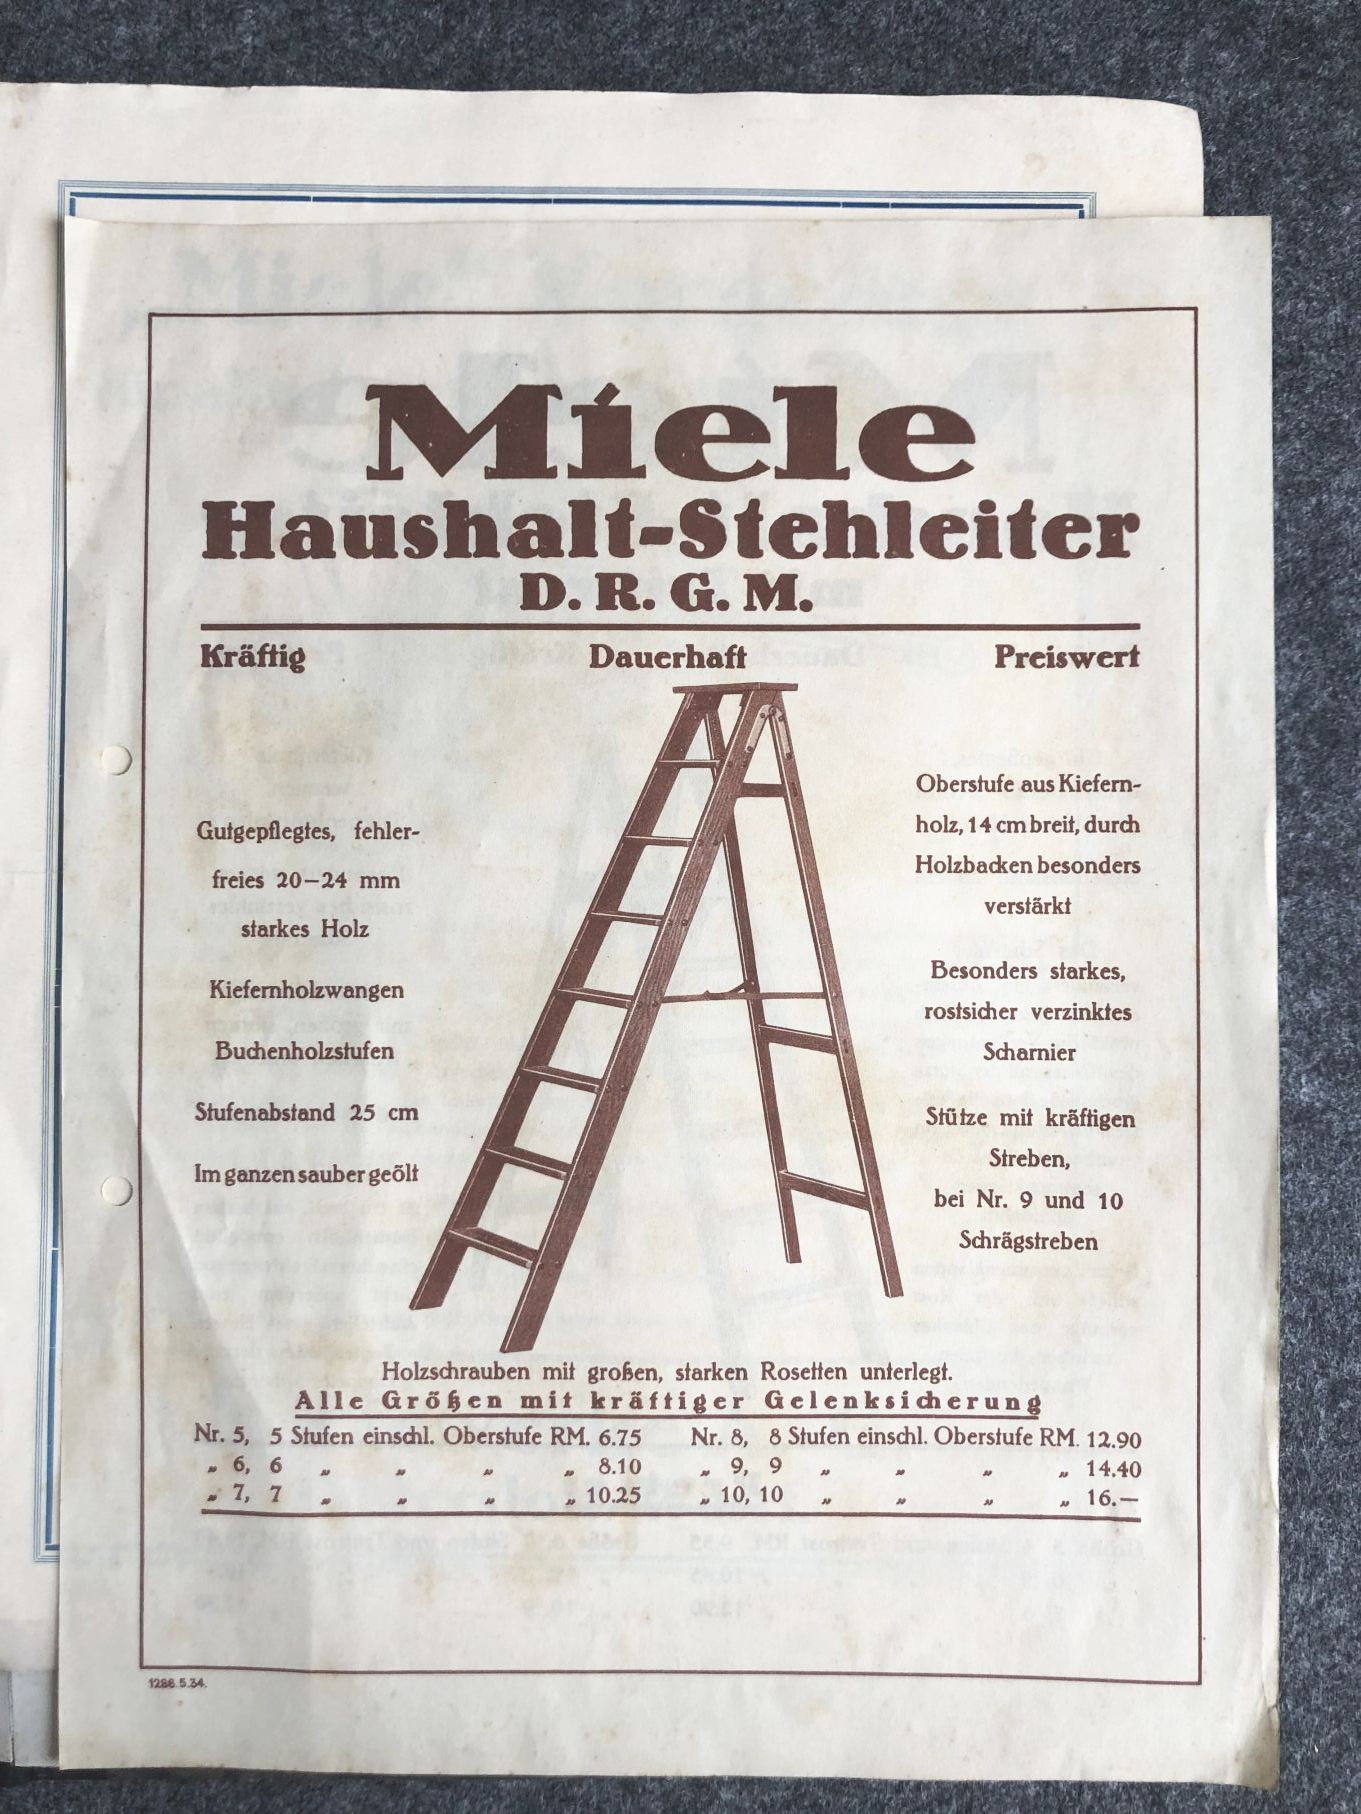 Miele
Haushalt-Stehleiter
D. R. G. M.
Kräftig Dauerhaft Preiswert
Gutgepflegtes, fehler-
freies 20–24 mm
starkes Holz
Kiefernholzwangen
Buchenholzstufen
Stufenabstand 25 cm
Im ganzen sauber geölt
Oberstufe aus Kiefern-
holz, 14 cm breit, durch
Holzbacken besonders
verstärkt
Besonders starkes,
rostsicher verzinktes
Scharnier
Stütze mit kräftigen
Streben,
bei Nr. 9 und 10
Schrägstreben
Holzschrauben mit großen, starken Rosetten unterlegt.
Alle Größen mit kräftiger Gelenksicherung
Nr. 5, 5 Stufen einschl. Oberstufe RM. 6.75
„ 6, 6 „ „ „ „ 8.10
„ 7, 7 „ „ „ „ 10.25
Nr. 8, 8 Stufen einschl. Oberstufe RM. 12.90
„ 9, 9 „ „ „ „ 14.40
„ 10, 10 „ „ „ „ 16.—
1286.5.34.